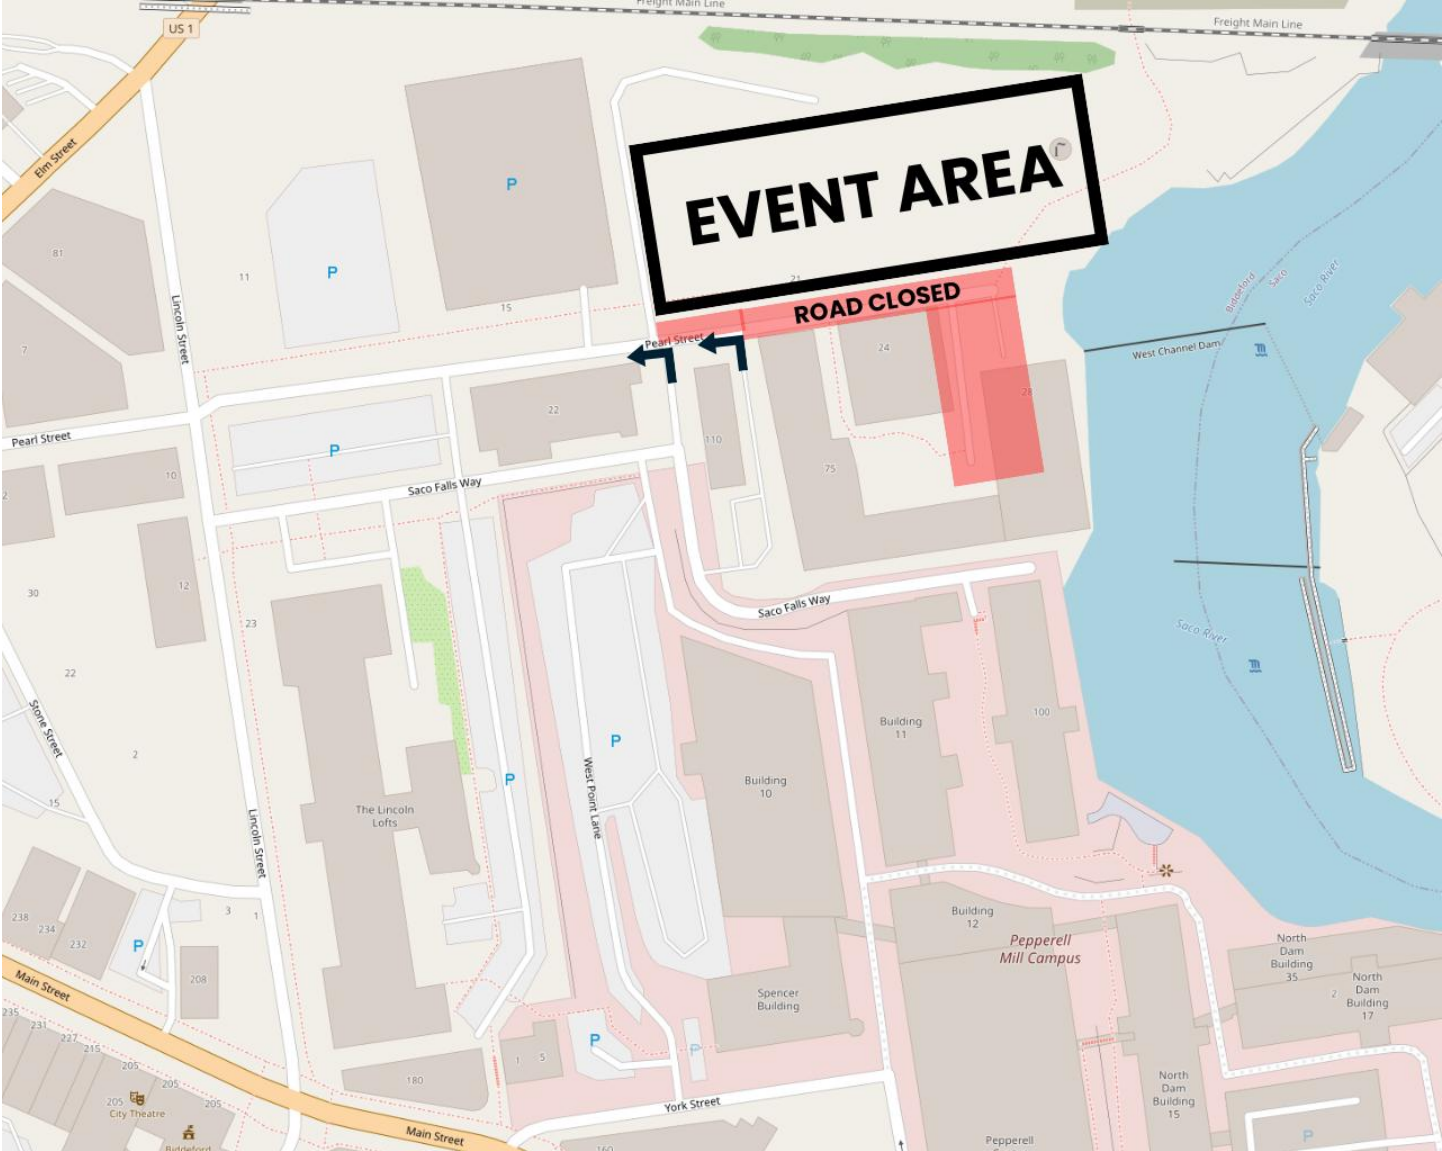 Freight Main Line
Freight Main Line
US 1
Elm Street
P
P
EVENT AREA
81
11
15
21
ROAD CLOSED
Biddeford
Saco
Saco River
Lincoln Street
7
Pearl Street
24
West Channel Dam
28
22
110
75
Pearl Street
P
10
2
Saco Falls Way
12
30
23
Saco Falls Way
Saco River
22
Stone Street
2
15
P
P
Building
10
Building
11
100
West Point Lane
The Lincoln
Lofts
Lincoln Street
238
234
232
P
3
1
208
Building
12
Pepperell
Mill Campus
North
Dam
Building
35
2
North
Dam
Building
17
Main Street
Spencer
Building
235
231
227
215
205
205
205
205
City Theatre
Biddeford
180
1
5
P
P
York Street
Main Street
160
North
Dam
Building
15
P
Pepperell